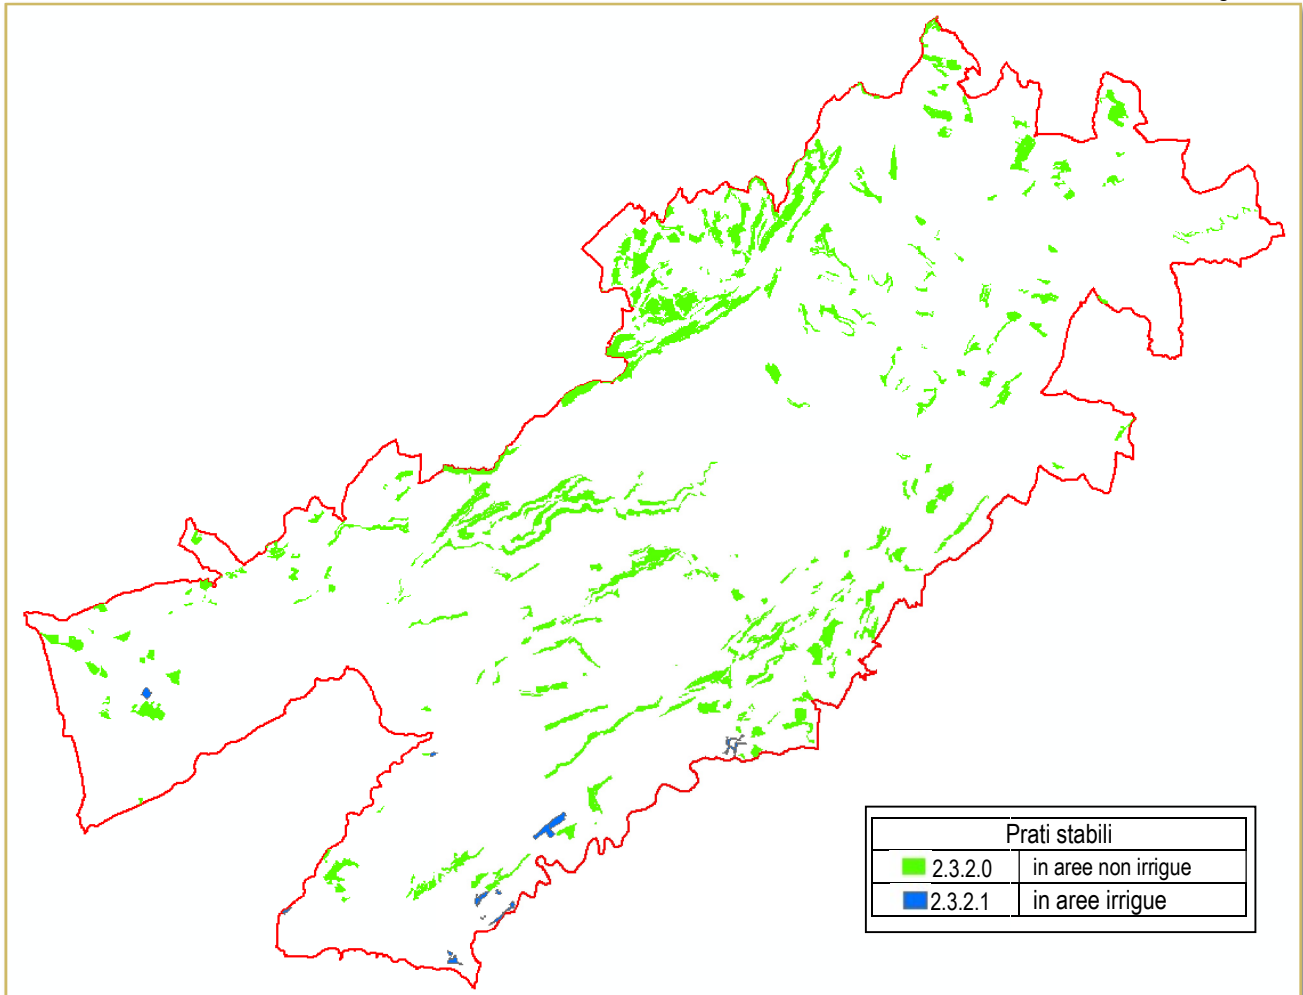 Prati stabili
2.3.2.0 in aree non irrigue
2.3.2.1 in aree irrigue